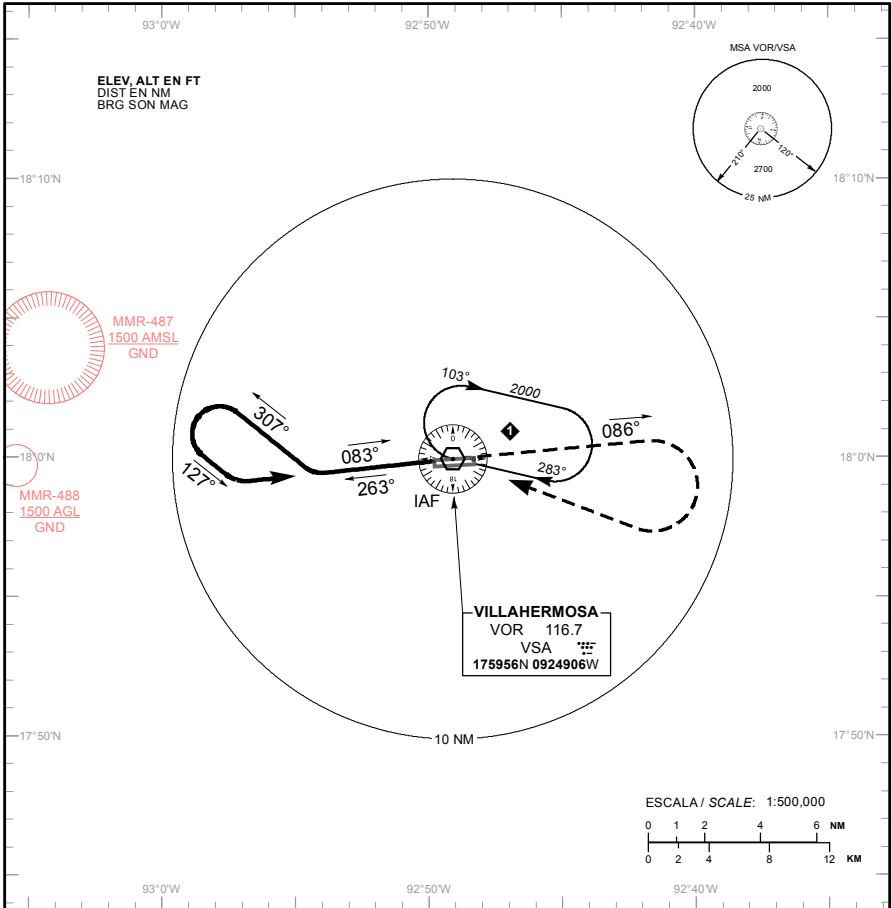 93°0'W
92°50'W
92°40'W
MSA VOR/VSA
2000
210°
120°
2700
25 NM
ELEV, ALT EN FT
DIST EN NM
BRG SON MAG
18°10'N
18°10'N
MMR-487
1500 AMSL
GND
103°
2000
1
086°
307°
083°
0
18°0'N
18°0'N
127°
263°
283°
18
IAF
MMR-488
1500 AGL
GND
VILLAHERMOSA
VOR 116.7
VSA
175956N 0924906W
17°50'N
17°50'N
10 NM
ESCALA / SCALE: 1:500,000
0 1 2 4 6 NM
0 2 4 8 12 KM
93°0'W
92°50'W
92°40'W